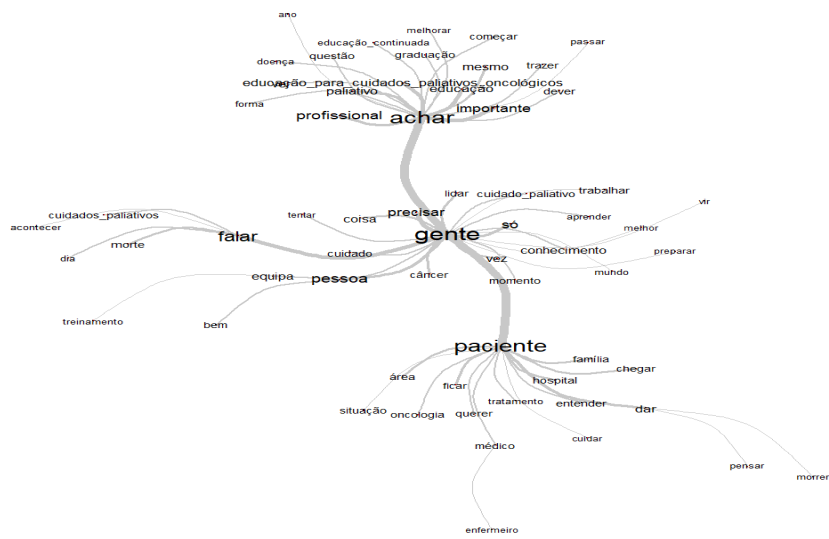 ano
melhorar
educação_continuada
começar
passar
questão
graduação
doença
mesmo
trazer
educação_para_cuidados_paliativos_oncológicos
paliativo
educação
dever
forma
importante
profissional
achar
lidar
cuidado_paliativo
trabalhar
vir
cuidados_paliativos
tentar
coisa
precisar
aprender
acontecer
falar
gente
só
melhor
morte
cuidado
conhecimento
preparar
dia
vez
equipa
pessoa
câncer
momento
mundo
treinamento
bem
paciente
família
área
ficar
hospital
chegar
situação
oncologia
querer
tratamento
entender
dar
médico
cuidar
pensar
morrer
enfermeiro